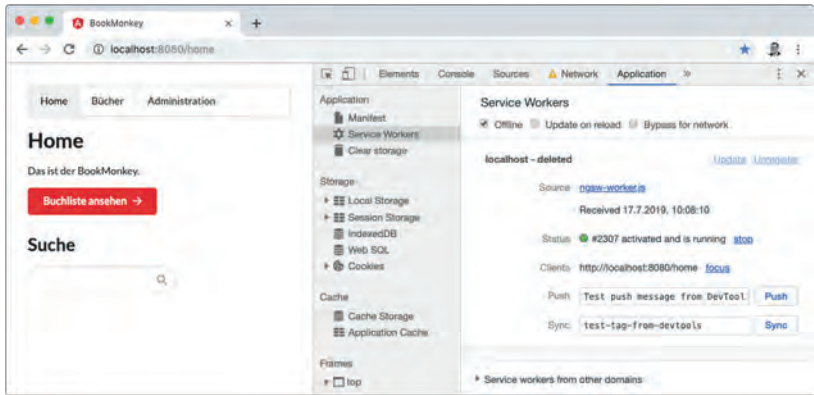 BookMonkey
localhost:8080/home
Elements Console Sources Network Application
Home Bücher Administration
Home
Das ist der BookMonkey.
Buchliste ansehen →
Suche
Application
Manifest
Service Workers
Clear storage
Storage
Local Storage
Session Storage
IndexedDB
Web SQL
Cookies
Cache
Cache Storage
Application Cache
Frames
top
Service Workers
Offline Update on reload Bypass for network
localhost - deleted Update Unregister
Source ngsw-worker.js
Received 17.7.2019, 10:08:10
Status #2307 activated and is running stop
Clients http://localhost:8080/home focus
Push Test push message from DevTool Push
Sync test-tag-from-devtools Sync
Service workers from other domains